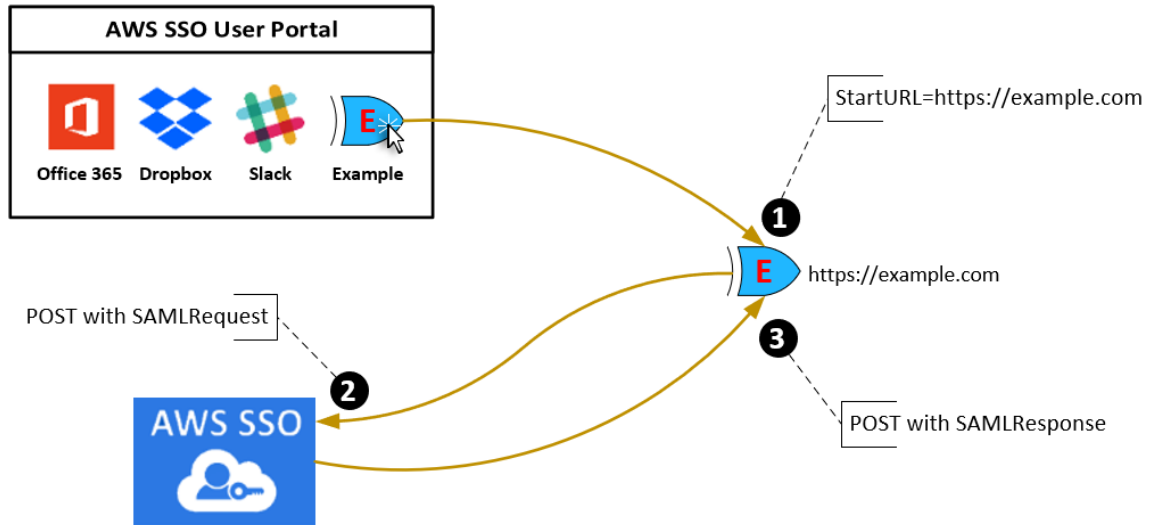 AWS SSO User Portal
E
Office 365
Dropbox
Slack
Example
StartURL=https://example.com
1
E
https://example.com
POST with SAMLRequest
2
3
AWS SSO
POST with SAMLResponse